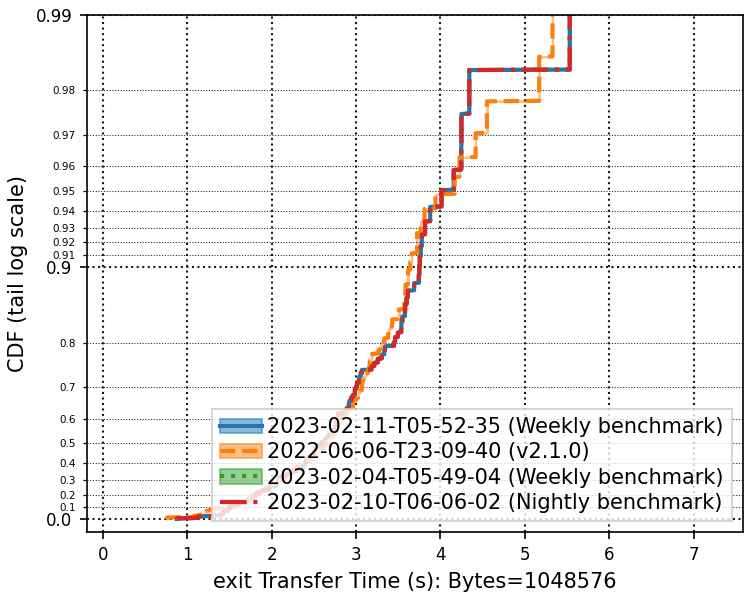 0.99
0.98
0.97
0.96
0.95
0.94
0.93
0.92
0.91
0.9
0.8
0.7
0.6
0.5
0.4
0.3
0.2
0.1
0.0
CDF (tail log scale)
2023-02-11-T05-52-35 (Weekly benchmark)
2022-06-06-T23-09-40 (v2.1.0)
2023-02-04-T05-49-04 (Weekly benchmark)
2023-02-10-T06-06-02 (Nightly benchmark)
0 1 2 3 4 5 6 7
exit Transfer Time (s): Bytes=1048576